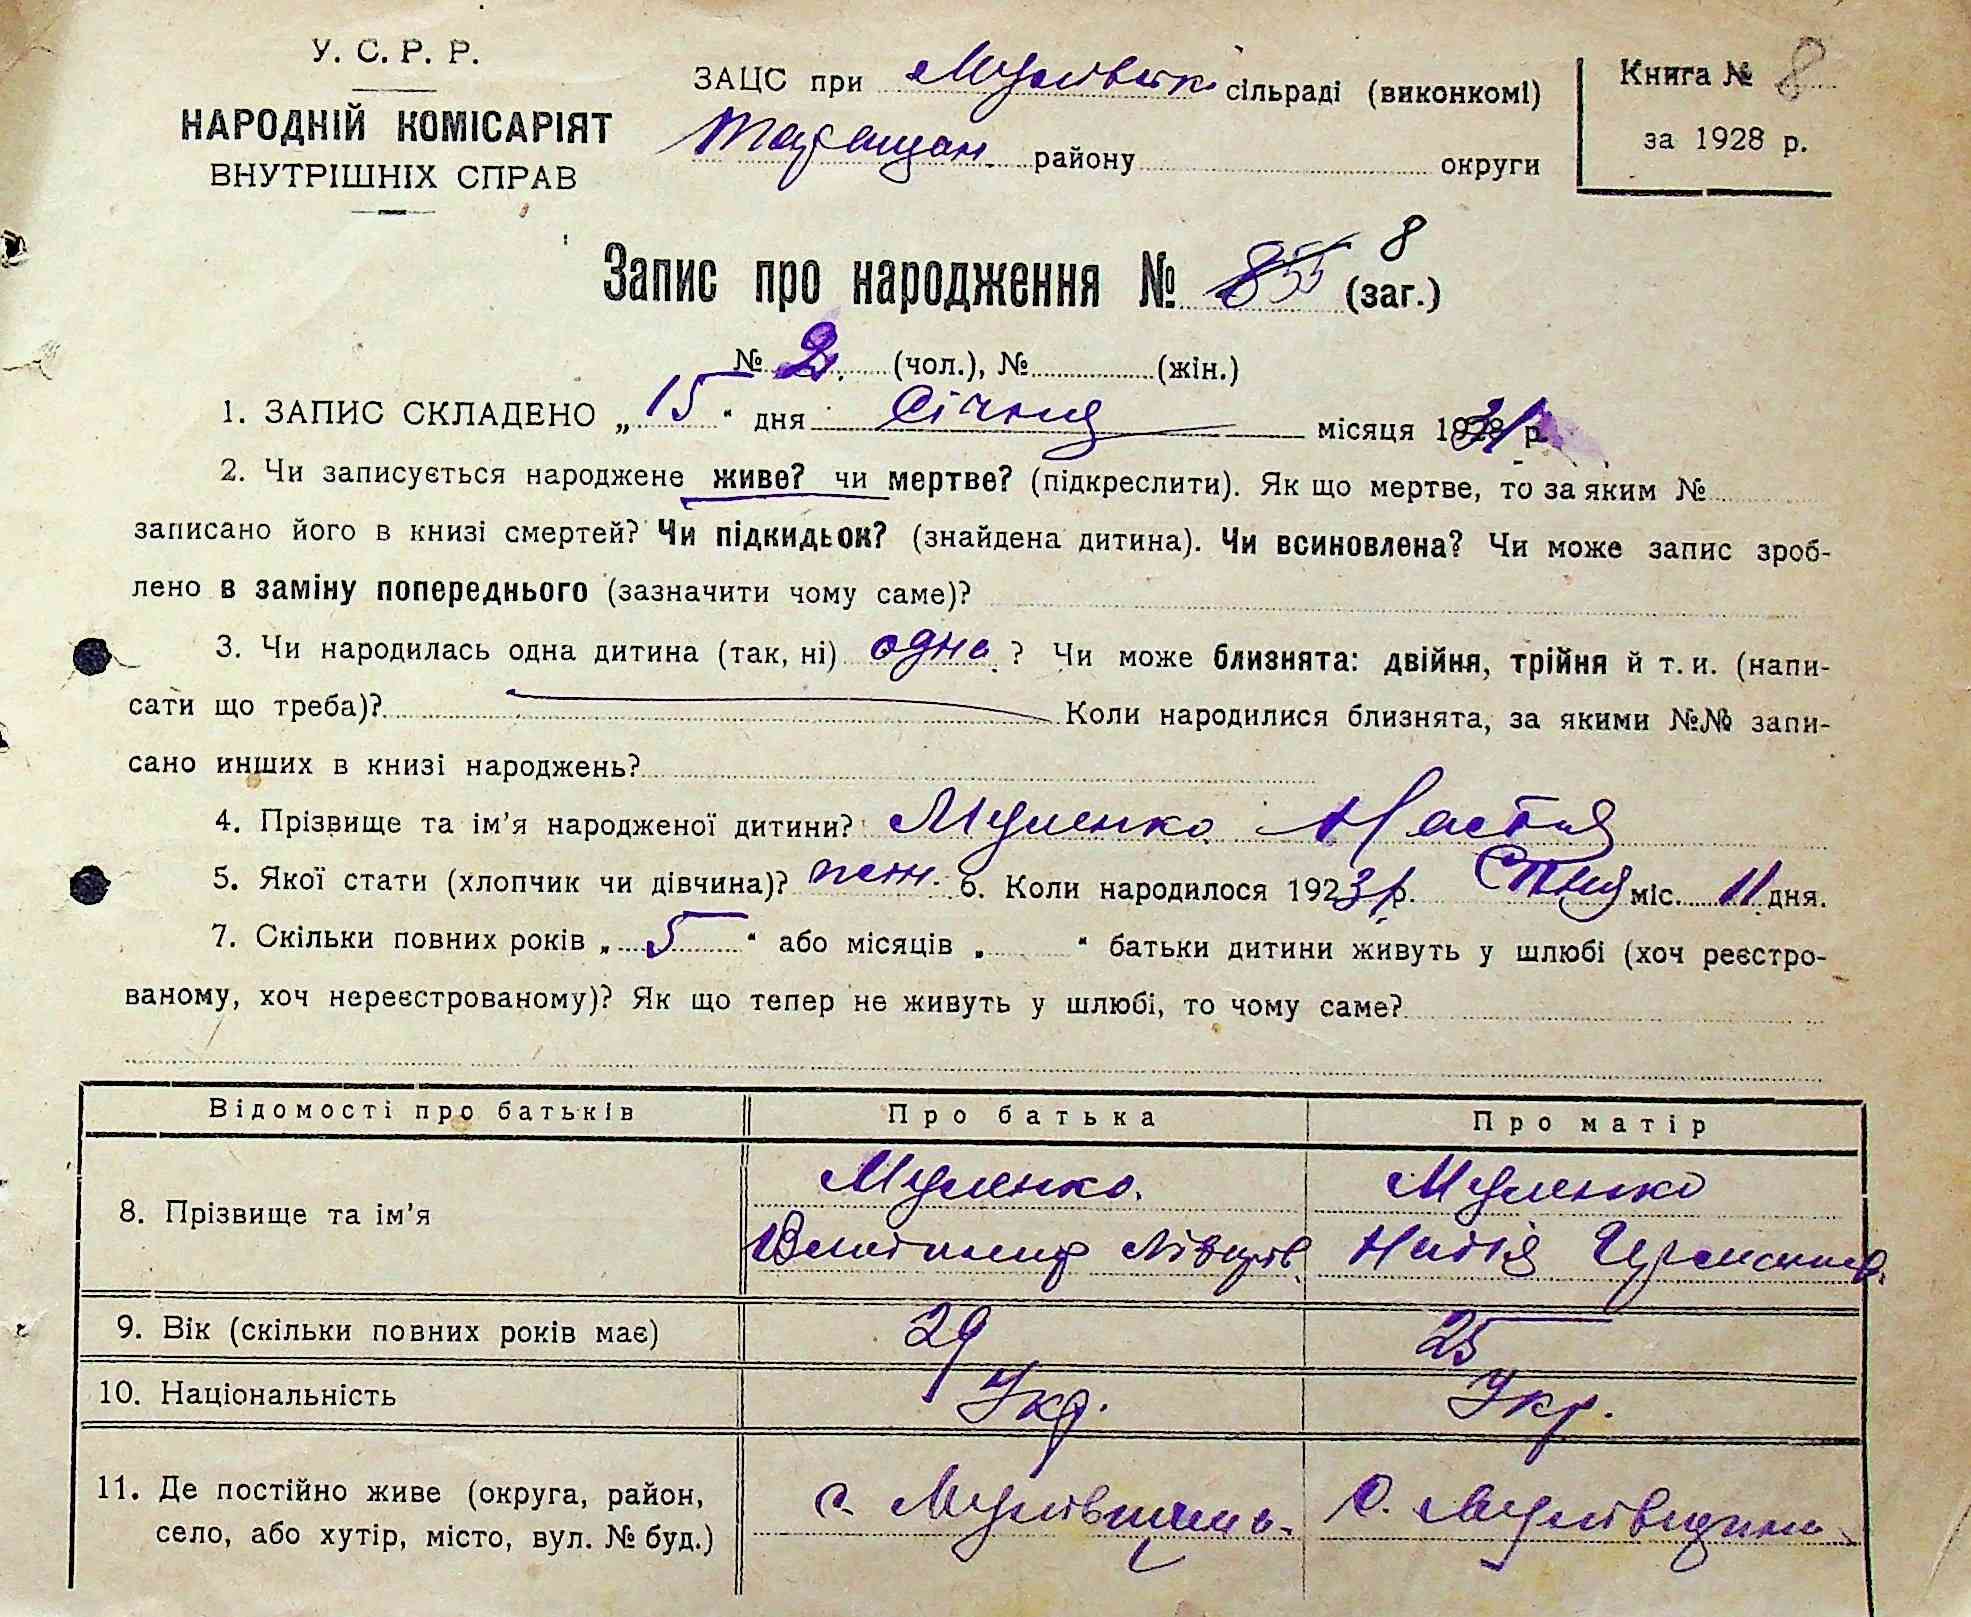 У. С. Р. Р.
НАРОДНІЙ КОМІСАРІЯТ
ВНУТРІШНІХ СПРАВ
ЗАЦС при сільраді (виконкомі)
Таращан. району округи
Книга № 8
за 1928 р.
Запис про народження № 855 8 (заг.)
№ 2. (чол.), № (жін.)
1. ЗАПИС СКЛАДЕНО „ 15 “ дня Січня місяця 1931 р.
2. Чи записується народжене живе? чи мертве? (підкреслити). Як що мертве, то за яким №
записано його в книзі смертей? Чи підкидьок? (знайдена дитина). Чи всиновлена? Чи може запис зроб-
лено в заміну попереднього (зазначити чому саме)?
3. Чи народилась одна дитина (так, ні) одна ? Чи може близнята: двійня, трійня й т. и. (напи-
сати що треба)? Коли народилися близнята, за якими №№ запи-
сано инших в книзі народжень?
4. Прізвище та ім’я народженої дитини? Муленко Настя
5. Якої стати (хлопчик чи дівчина)? 6. Коли народилося 1931 р. міс. 11 дня.
7. Скільки повних років „ 5 “ або місяців „ “ батьки дитини живуть у шлюбі (хоч реєстро-
ваному, хоч нереєстрованому)? Як що тепер не живуть у шлюбі, то чому саме?
Відомості про батьків Про батька Про матір
8. Прізвище та ім’я Муленко. Муленко
9. Вік (скільки повних років має) 29 25
10. Національність Укр. Укр.
11. Де постійно живе (округа, район, с. С.
село, або хутір, місто, вул. № буд.)